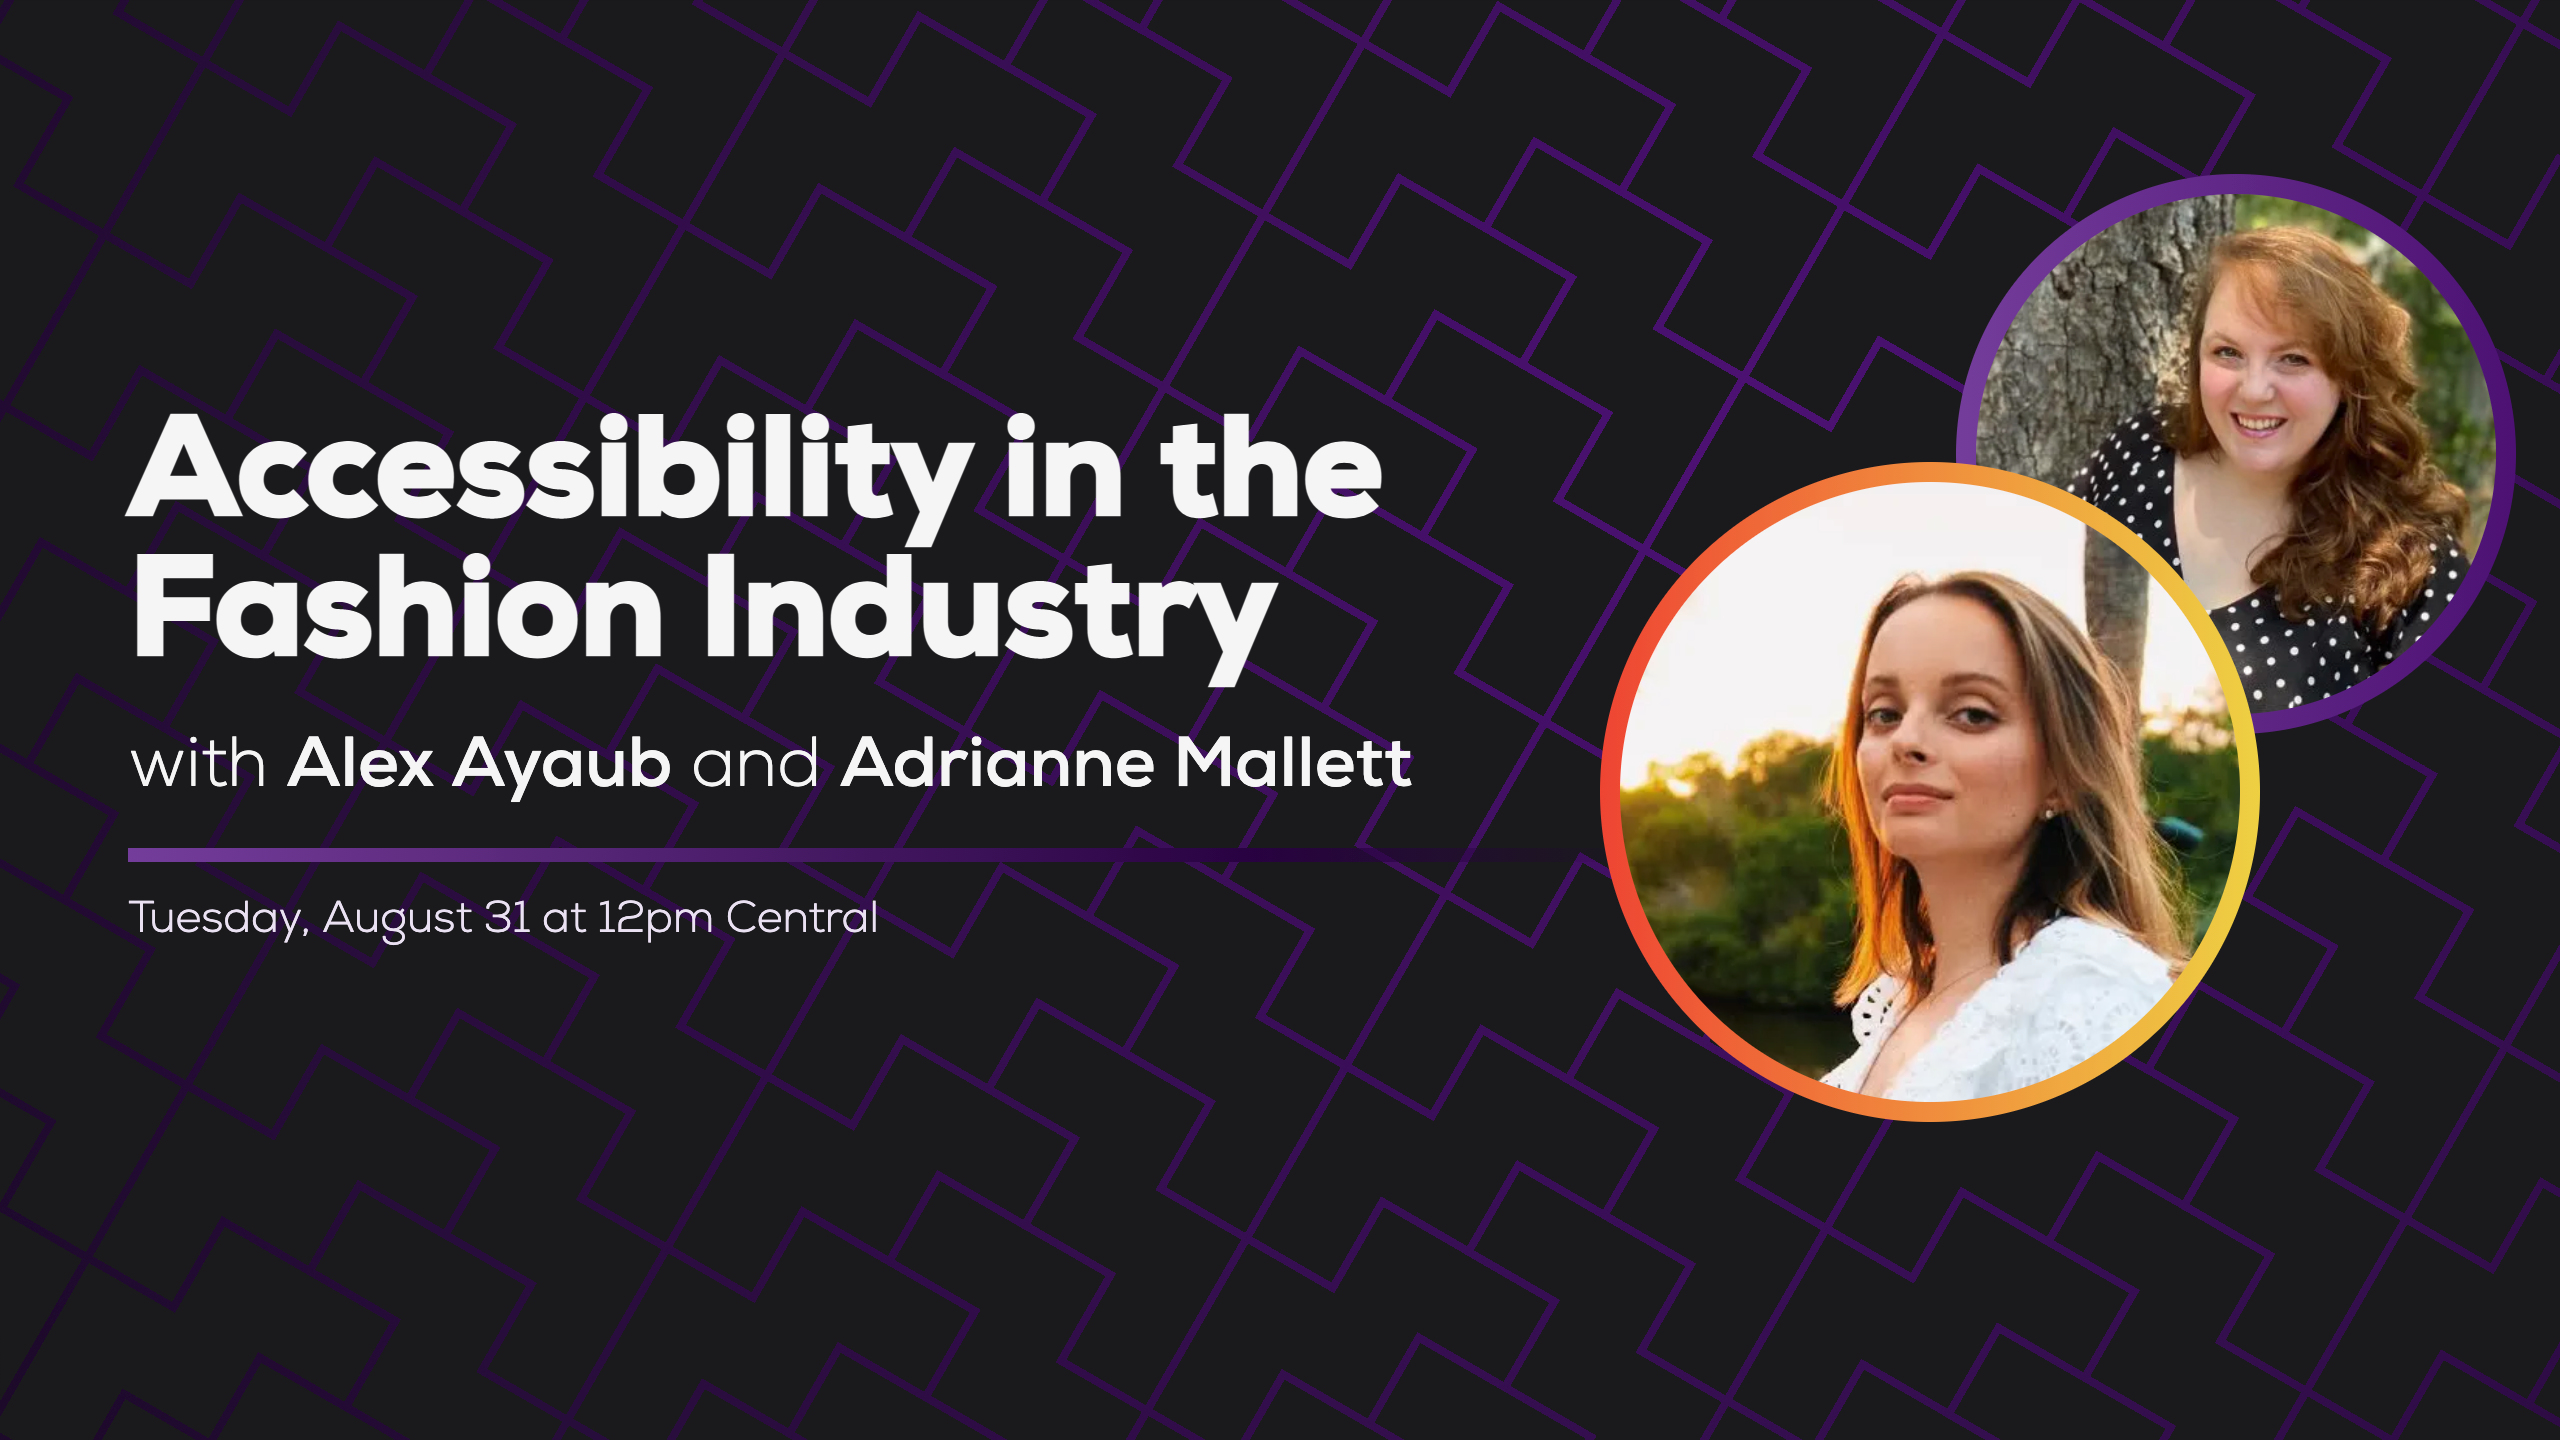 Accessibility in the
Fashion Industry
with Alex Ayaub and Adrianne Mallett
Tuesday, August 31 at 12pm Central